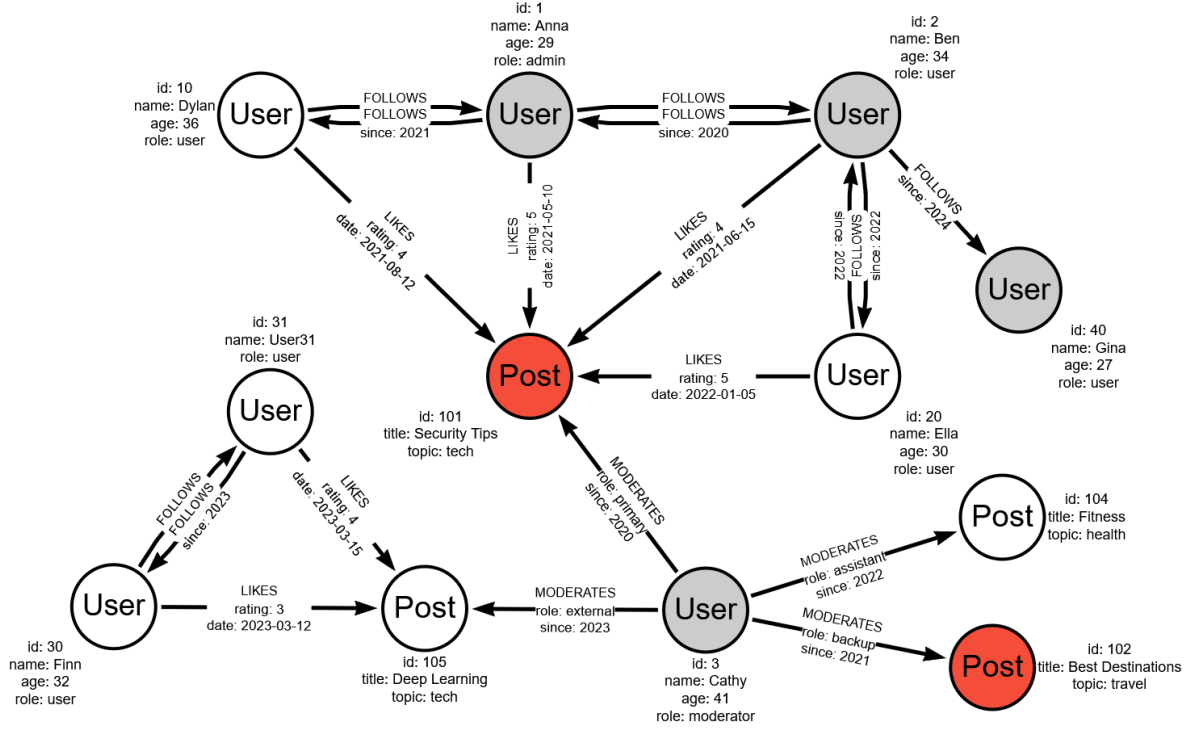 id: 1
name: Anna
age: 29
role: admin
User
id: 2
name: Ben
age: 34
role: user
User
id: 10
name: Dylan
age: 36
role: user
User
FOLLOWS
FOLLOWS
since: 2021
FOLLOWS
FOLLOWS
since: 2020
LIKES
rating: 4
date: 2021-08-12
LIKES
rating: 5
date: 2021-05-10
LIKES
rating: 4
date: 2021-06-15
since: 2022
FOLLOWS
since: 2022
FOLLOWS
since: 2024
User
id: 40
name: Gina
age: 27
role: user
id: 31
name: User31
role: user
User
Post
id: 101
title: Security Tips
topic: tech
LIKES
rating: 5
date: 2022-01-05
User
id: 20
name: Ella
age: 30
role: user
FOLLOWS
FOLLOWS
since: 2023
LIKES
rating: 4
date: 2023-03-15
MODERATES
role: primary
since: 2020
Post
id: 104
title: Fitness
topic: health
MODERATES
role: assistant
since: 2022
User
id: 30
name: Finn
age: 32
role: user
LIKES
rating: 3
date: 2023-03-12
Post
id: 105
title: Deep Learning
topic: tech
MODERATES
role: external
since: 2023
User
id: 3
name: Cathy
age: 41
role: moderator
MODERATES
role: backup
since: 2021
Post
id: 102
title: Best Destinations
topic: travel